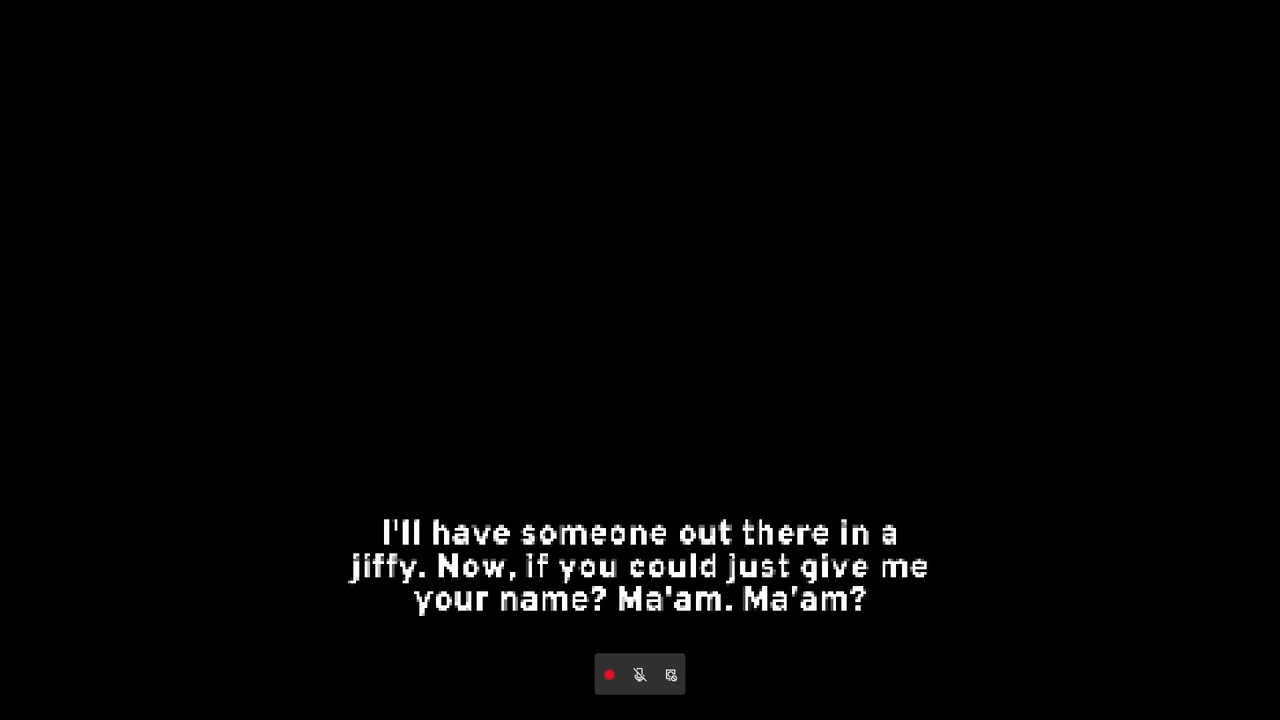 I'll have someone out there in a
jiffy. Now, if you could just give me
your name? Ma'am. Ma'am?